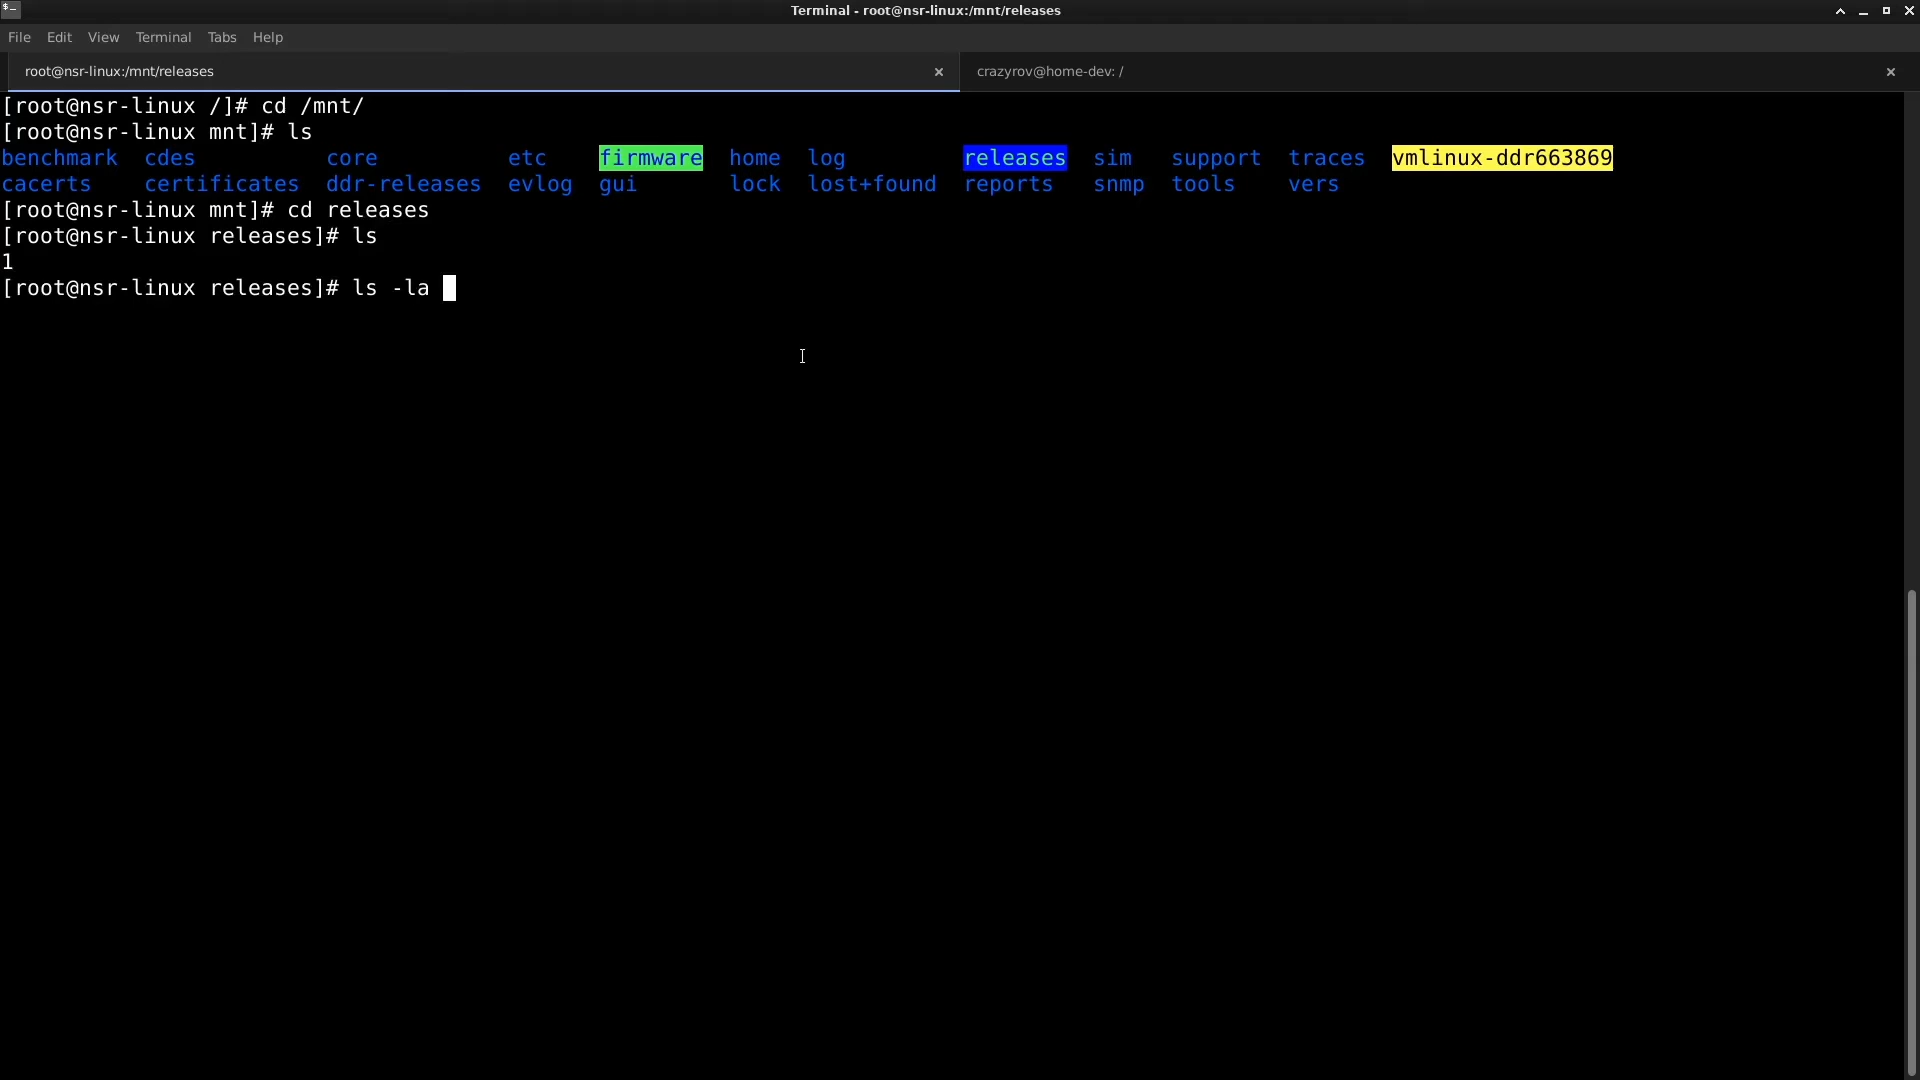 Terminal - root@nsr-linux:/mnt/releases
File Edit View Terminal Tabs Help
root@nsr-linux:/mnt/releases crazyrov@home-dev: /
[root@nsr-linux /]# cd /mnt/
[root@nsr-linux mnt]# ls
benchmark cdes core etc firmware home log releases sim support traces vmlinux-ddr663869
cacerts certificates ddr-releases evlog gui lock lost+found reports snmp tools vers
[root@nsr-linux mnt]# cd releases
[root@nsr-linux releases]# ls
1
[root@nsr-linux releases]# ls -la